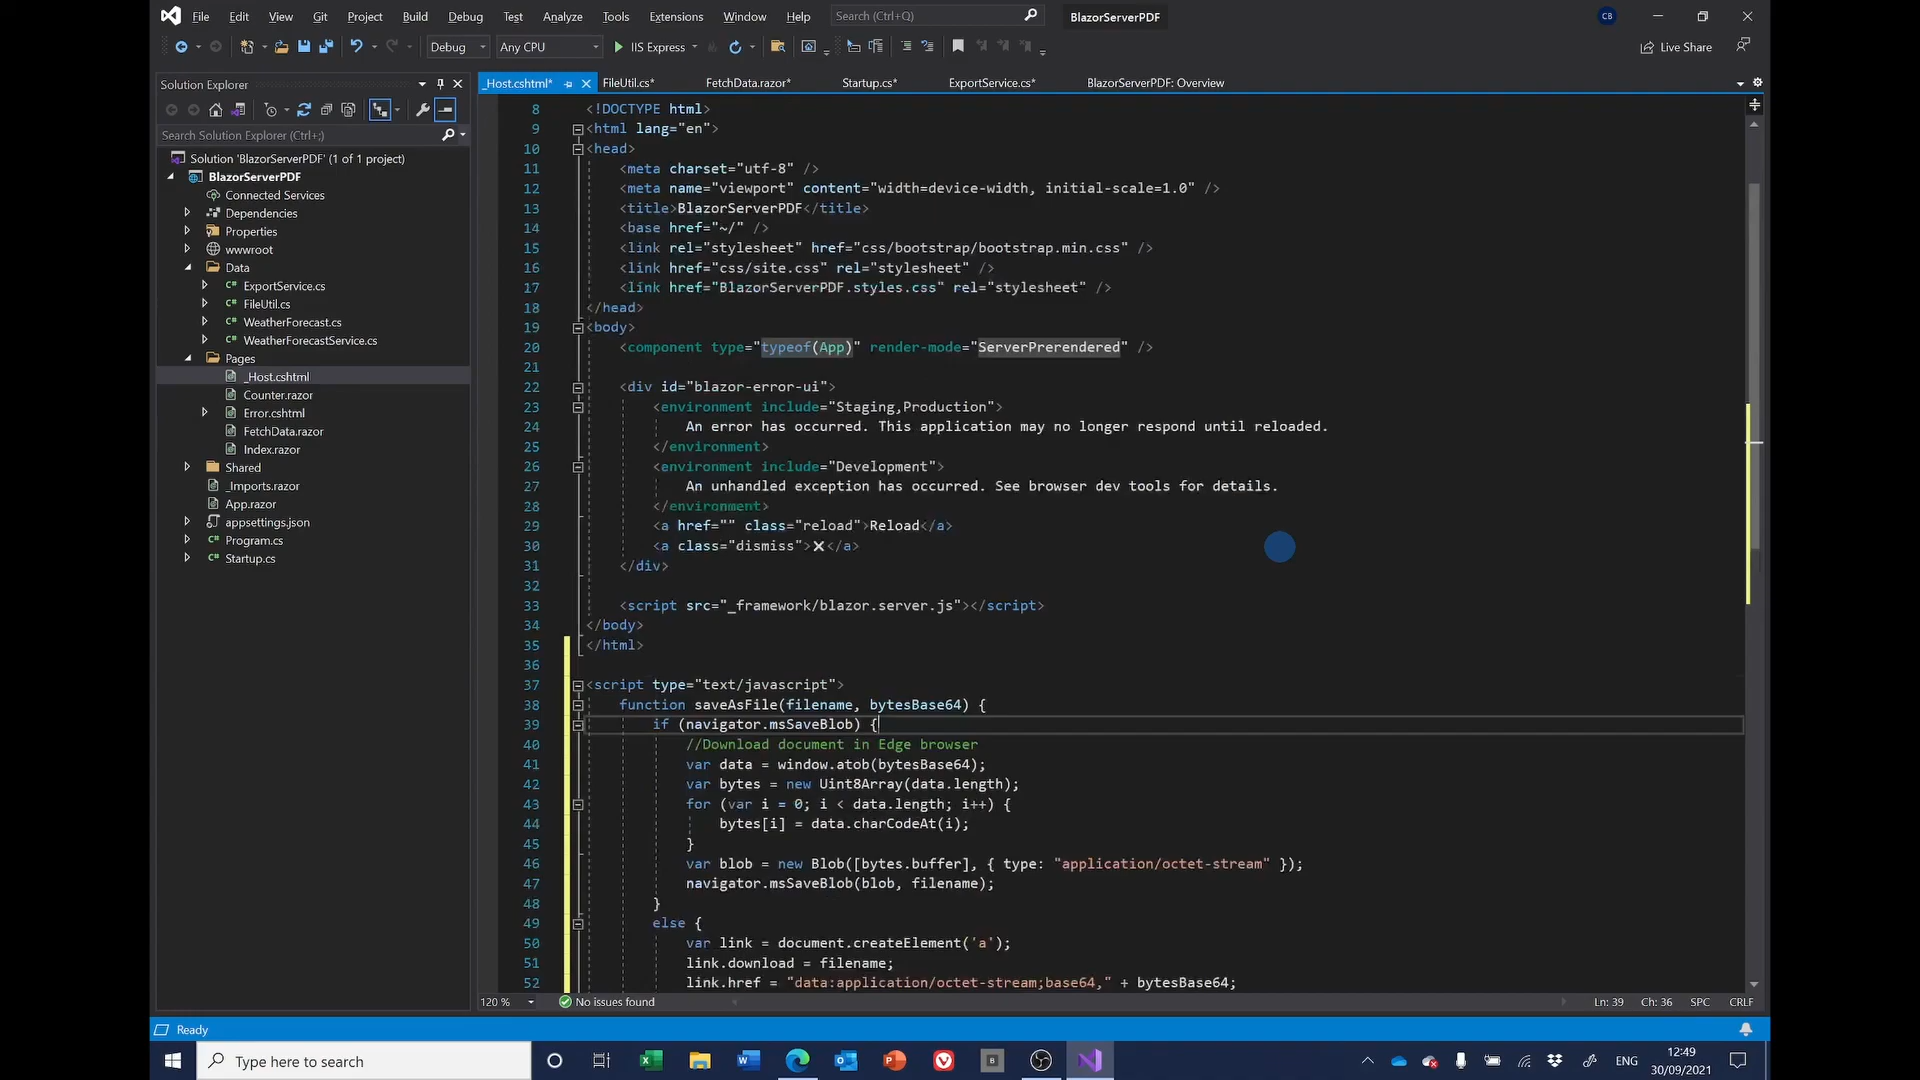 File Edit View Git Project Build Debug Test Analyze Tools Extensions Window Help Search (Ctrl+Q) BlazorServerPDF CB
Debug Any CPU IIS Express Live Share
Solution Explorer
Search Solution Explorer (Ctrl+;)
Solution 'BlazorServerPDF' (1 of 1 project)
BlazorServerPDF
Connected Services
Dependencies
Properties
wwwroot
Data
ExportService.cs
FileUtil.cs
WeatherForecast.cs
WeatherForecastService.cs
Pages
_Host.cshtml
Counter.razor
Error.cshtml
FetchData.razor
Index.razor
Shared
_Imports.razor
App.razor
appsettings.json
Program.cs
Startup.cs
_Host.cshtml* FileUtil.cs* FetchData.razor* Startup.cs* ExportService.cs* BlazorServerPDF: Overview
8 <!DOCTYPE html>
9 <html lang="en">
10 <head>
11 <meta charset="utf-8" />
12 <meta name="viewport" content="width=device-width, initial-scale=1.0" />
13 <title>BlazorServerPDF</title>
14 <base href="~/" />
15 <link rel="stylesheet" href="css/bootstrap/bootstrap.min.css" />
16 <link href="css/site.css" rel="stylesheet" />
17 <link href="BlazorServerPDF.styles.css" rel="stylesheet" />
18 </head>
19 <body>
20 <component type="typeof(App)" render-mode="ServerPrerendered" />
21
22 <div id="blazor-error-ui">
23 <environment include="Staging,Production">
24 An error has occurred. This application may no longer respond until reloaded.
25 </environment>
26 <environment include="Development">
27 An unhandled exception has occurred. See browser dev tools for details.
28 </environment>
29 <a href="" class="reload">Reload</a>
30 <a class="dismiss">🗙</a>
31 </div>
32
33 <script src="_framework/blazor.server.js"></script>
34 </body>
35 </html>
36
37 <script type="text/javascript">
38 function saveAsFile(filename, bytesBase64) {
39 if (navigator.msSaveBlob) {
40 //Download document in Edge browser
41 var data = window.atob(bytesBase64);
42 var bytes = new Uint8Array(data.length);
43 for (var i = 0; i < data.length; i++) {
44 bytes[i] = data.charCodeAt(i);
45 }
46 var blob = new Blob([bytes.buffer], { type: "application/octet-stream" });
47 navigator.msSaveBlob(blob, filename);
48 }
49 else {
50 var link = document.createElement('a');
51 link.download = filename;
52 link.href = "data:application/octet-stream;base64," + bytesBase64;
120 % No issues found Ln: 39 Ch: 36 SPC CRLF
Ready
Type here to search ENG 12:49
30/09/2021